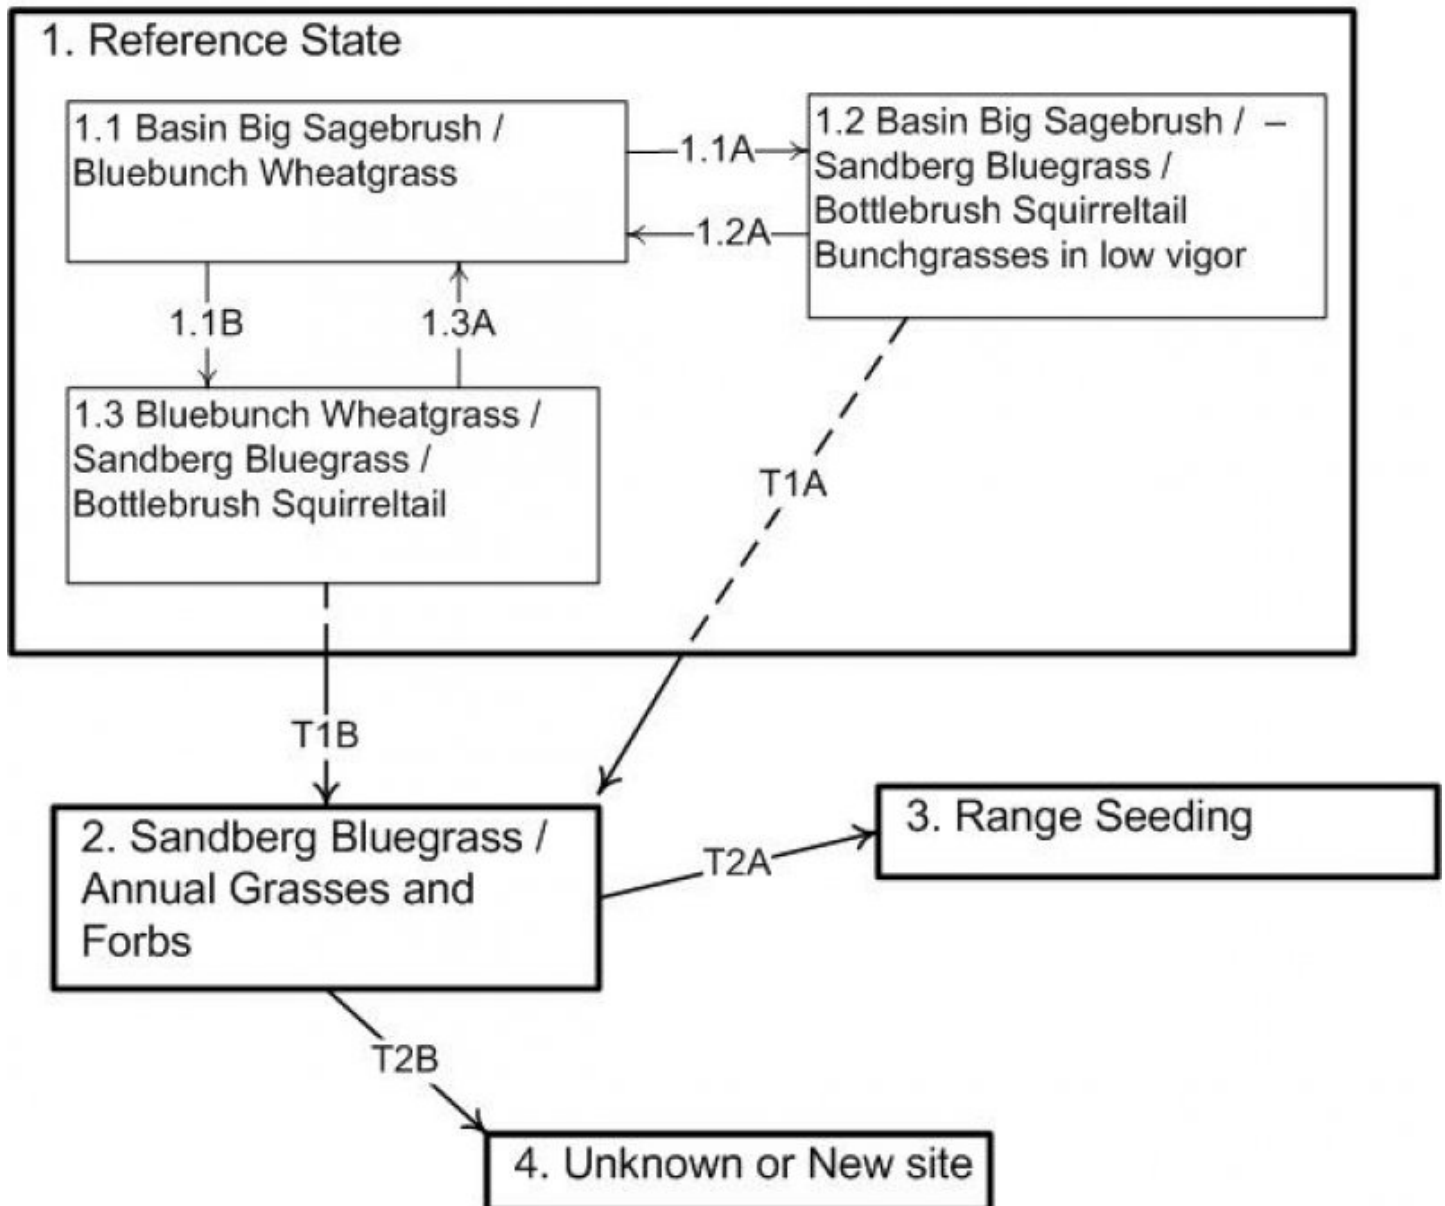 1. Reference State
1.1 Basin Big Sagebrush /
Bluebunch Wheatgrass
1.1A
1.2A
1.2 Basin Big Sagebrush / –
Sandberg Bluegrass /
Bottlebrush Squirreltail
Bunchgrasses in low vigor
1.1B
1.3A
1.3 Bluebunch Wheatgrass /
Sandberg Bluegrass /
Bottlebrush Squirreltail
T1A
T1B
2. Sandberg Bluegrass /
Annual Grasses and
Forbs
T2A
3. Range Seeding
T2B
4. Unknown or New site